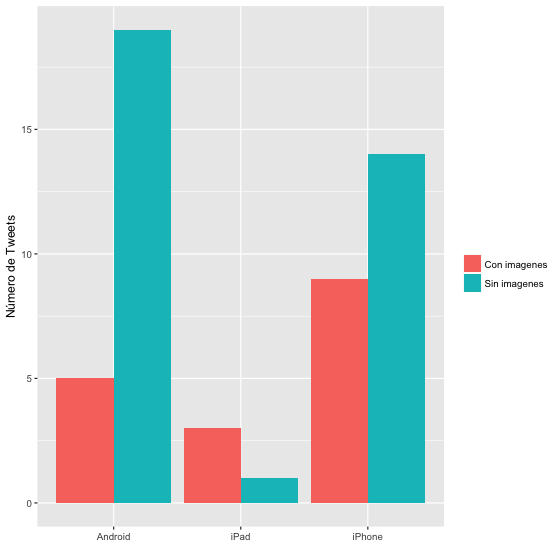 Número de Tweets
15
10
5
0
Android
iPad
iPhone
Con imagenes
Sin imagenes